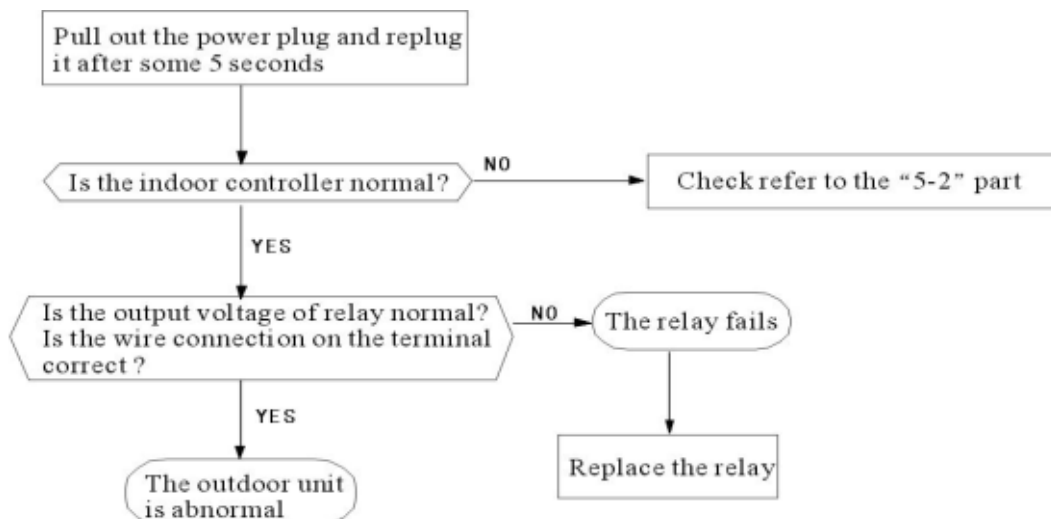 Pull out the power plug and replug
it after some 5 seconds
Is the indoor controller normal?
NO
Check refer to the “5-2” part
YES
Is the output voltage of relay normal?
Is the wire connection on the terminal
correct ?
NO
The relay fails
YES
Replace the relay
The outdoor unit
is abnormal